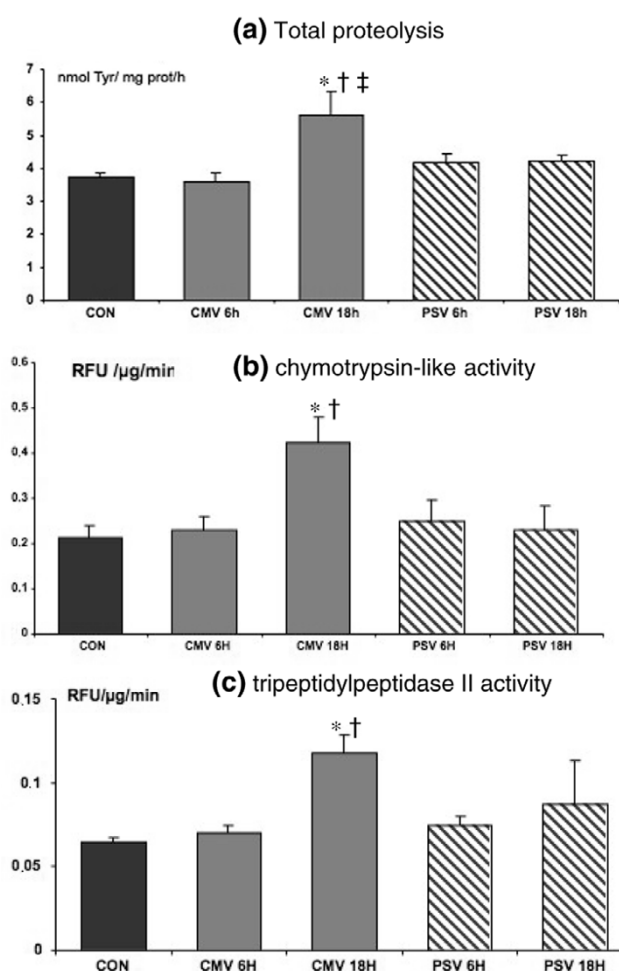 (a) Total proteolysis
nmol Tyr/ mg prot/h
7
6
5
4
3
2
1
0
* † ‡
CON CMV 6h CMV 18h PSV 6h PSV 18h
(b) chymotrypsin-like activity
RFU /µg/min
0.6
0.5
0.4
0.3
0.2
0.1
0
* †
CON CMV 6H CMV 18H PSV 6H PSV 18H
(c) tripeptidylpeptidase II activity
RFU/µg/min
0.15
0.1
0.05
0
* †
CON CMV 6H CMV 18H PSV 6H PSV 18H